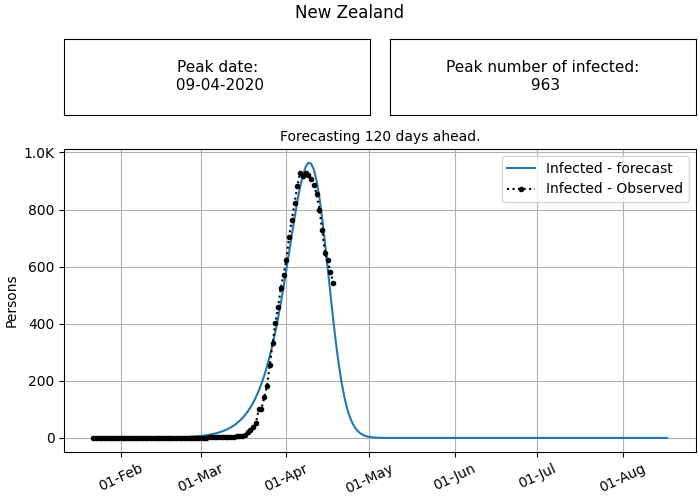 New Zealand
Peak date:
09-04-2020
Peak number of infected:
963
Forecasting 120 days ahead.
1.0K
800
600
400
200
0
Persons
Infected - forecast
Infected - Observed
01-Feb
01-Mar
01-Apr
01-May
01-Jun
01-Jul
01-Aug